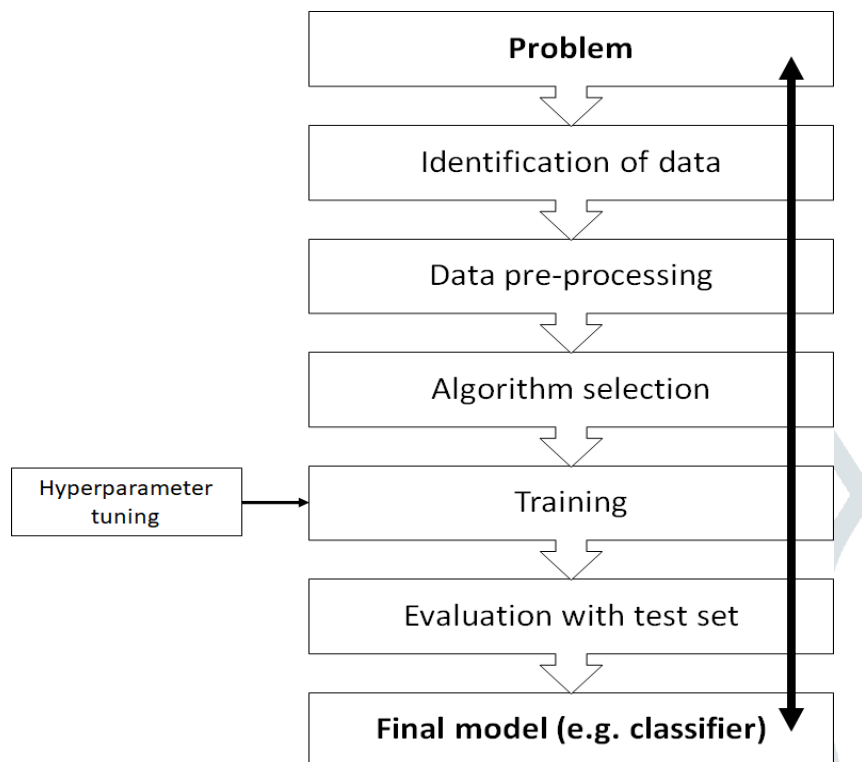 Problem
Identification of data
Data pre-processing
Algorithm selection
Hyperparameter
tuning
Training
Evaluation with test set
Final model (e.g. classifier)